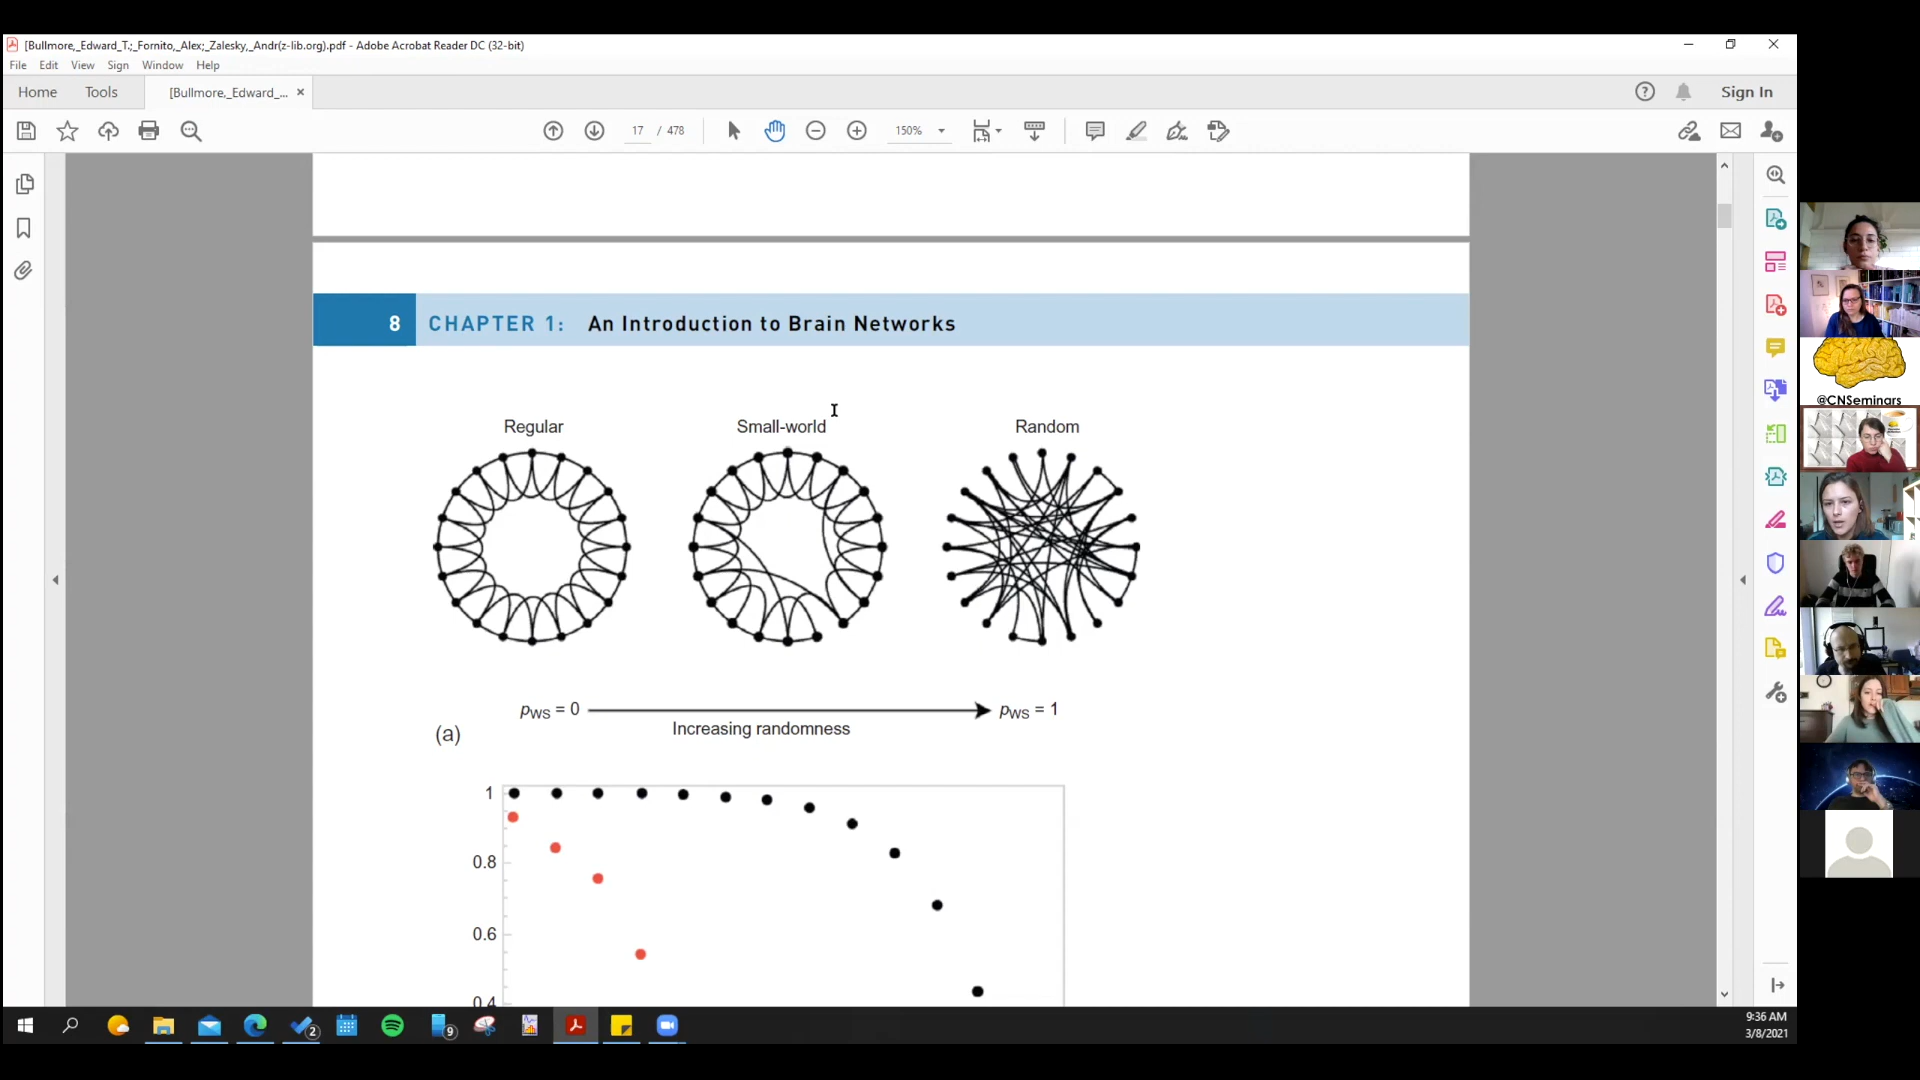 [Bullmore,_Edward_T.;_Fornito,_Alex;_Zalesky,_Andr(z-lib.org).pdf - Adobe Acrobat Reader DC (32-bit)
File Edit View Sign Window Help
Home Tools [Bullmore,_Edward_... × Sign In
17 / 478 150%
8 CHAPTER 1: An Introduction to Brain Networks
@CNSeminars
Regular Small-world Random
pWS = 0 pWS = 1
Increasing randomness
(a)
1
0.8
0.6
0.4
2
9
9:36 AM
3/8/2021